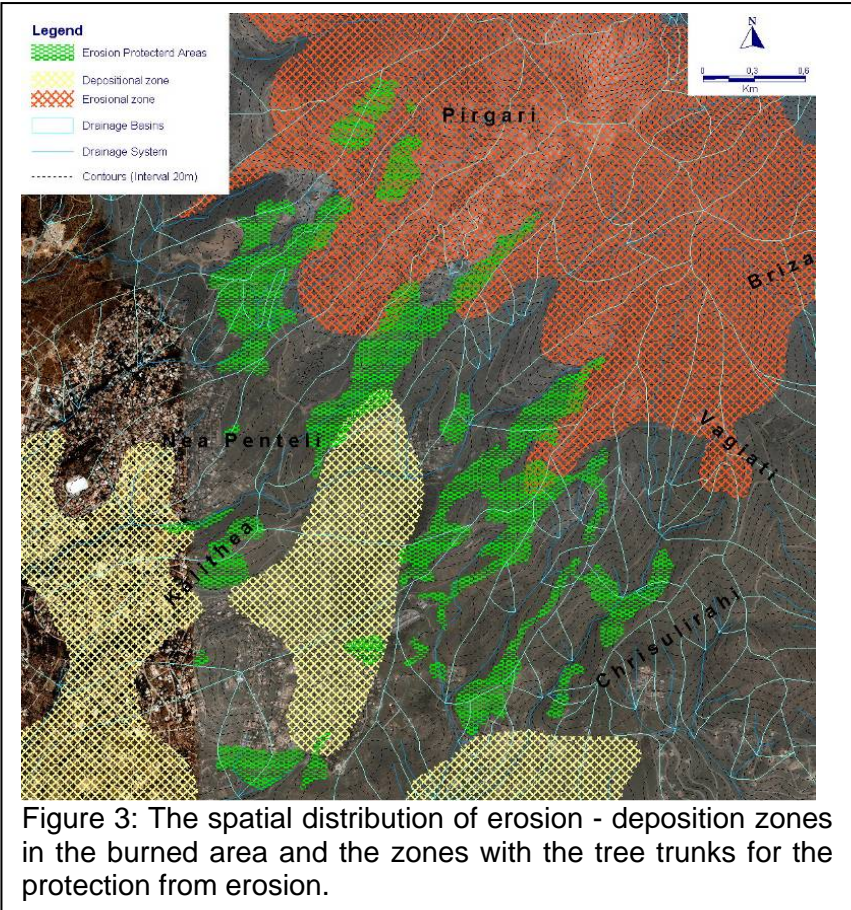 Legend
Erosion Protecterd Areas
Depositional zone
Erosional zone
Drainage Basins
Drainage System
Contours (Interval 20m)
N
0 0,3 0,6
Km
Pirgari
Briza
Vagiati
Nea Penteli
Kallithea
Chrisulirahi
Figure 3: The spatial distribution of erosion - deposition zones
in the burned area and the zones with the tree trunks for the
protection from erosion.